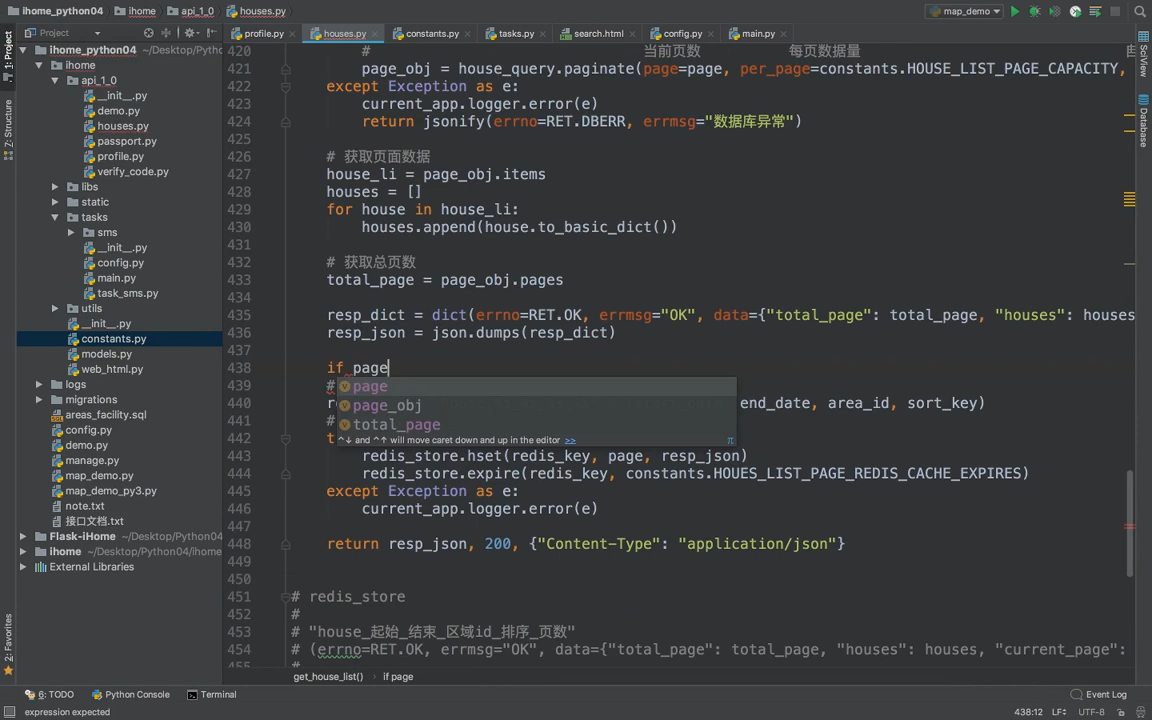 ihome_python04 ihome api_1_0 houses.py map_demo
Project profile.py houses.py constants.py tasks.py search.html config.py main.py
ihome_python04 ~/Desktop/Pyth
ihome
api_1_0
__init__.py
demo.py
houses.py
passport.py
profile.py
verify_code.py
libs
static
tasks
sms
__init__.py
config.py
main.py
task_sms.py
utils
__init__.py
constants.py
models.py
web_html.py
logs
migrations
areas_facility.sql
config.py
demo.py
manage.py
map_demo.py
map_demo_py3.py
note.txt
接口文档.txt
Flask-iHome ~/Desktop/Pytho
ihome ~/Desktop/Python04/ihome
External Libraries
1: Project
7: Structure
2: Favorites
420 # 当前页数 每页数据量
421 page_obj = house_query.paginate(page=page, per_page=constants.HOUSE_LIST_PAGE_CAPACITY,
422 except Exception as e:
423 current_app.logger.error(e)
424 return jsonify(errno=RET.DBERR, errmsg="数据库异常")
425
426 # 获取页面数据
427 house_li = page_obj.items
428 houses = []
429 for house in house_li:
430 houses.append(house.to_basic_dict())
431
432 # 获取总页数
433 total_page = page_obj.pages
434
435 resp_dict = dict(errno=RET.OK, errmsg="OK", data={"total_page": total_page, "houses": houses
436 resp_json = json.dumps(resp_dict)
437
438 if page
439 #
440 r end_date, area_id, sort_key)
441 #
442 t
443 redis_store.hset(redis_key, page, resp_json)
444 redis_store.expire(redis_key, constants.HOUES_LIST_PAGE_REDIS_CACHE_EXPIRES)
445 except Exception as e:
446 current_app.logger.error(e)
447
448 return resp_json, 200, {"Content-Type": "application/json"}
449
450
451 # redis_store
452 #
453 # "house_起始_结束_区域id_排序_页数"
454 # (errno=RET.OK, errmsg="OK", data={"total_page": total_page, "houses": houses, "current_page":
455 #
page
page_obj
total_page
^↓ and ^↑ will move caret down and up in the editor >> π
get_house_list() if page
SciView
Database
6: TODO Python Console Terminal Event Log
expression expected 438:12 LF÷ UTF-8